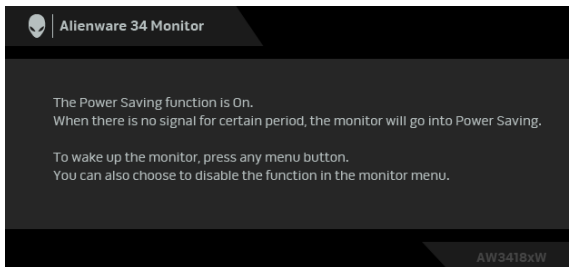 Alienware 34 Monitor
The Power Saving function is On.
When there is no signal for certain period, the monitor will go into Power Saving.
To wake up the monitor, press any menu button.
You can also choose to disable the function in the monitor menu.
AW3418xW